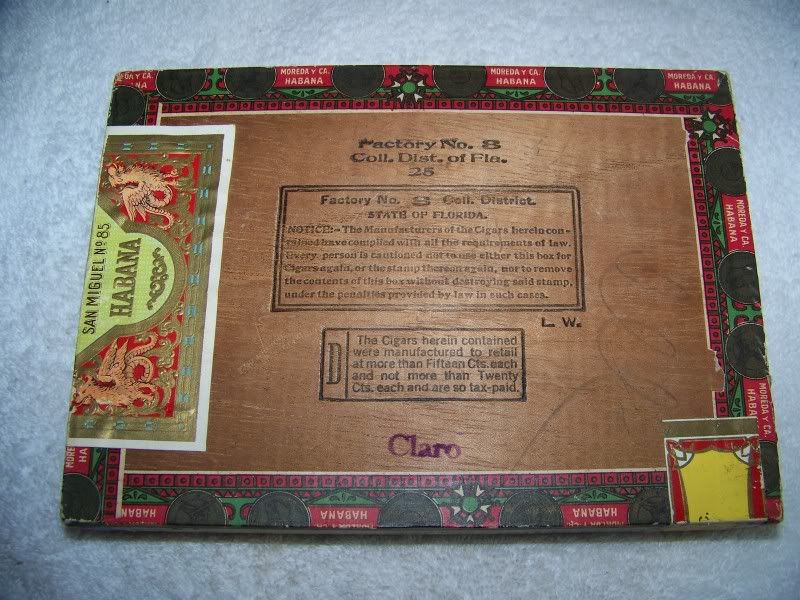 MOREDA Y CA.
HABANA
MOREDA Y CA.
HABANA
MOREDA Y CA.
HABANA
Factory No. 8
Coll. Dist. of Fla.
25
Factory No. 8 Coll. District.
STATE OF FLORIDA.
NOTICE:-The Manufacturers of the Cigars herein con-
tained have complied with all the requirements of law.
Every person is cautioned not to use either this box for
Cigars again, or the stamp thereon again, nor to remove
the contents of this box without destroying said stamp,
under the penalties provided by law in such cases.
L. W.
D
The Cigars herein contained
were manufactured to retail
at more than Fifteen Cts. each
and not more than Twenty
Cts. each and are so tax-paid.
Claro
SAN MIGUEL Nº 85
HABANA
MOREDA Y CA.
HABANA
MOREDA Y CA.
HABANA
HABANA
MOREDA Y CA.
HABANA
MOREDA Y CA.
HABANA